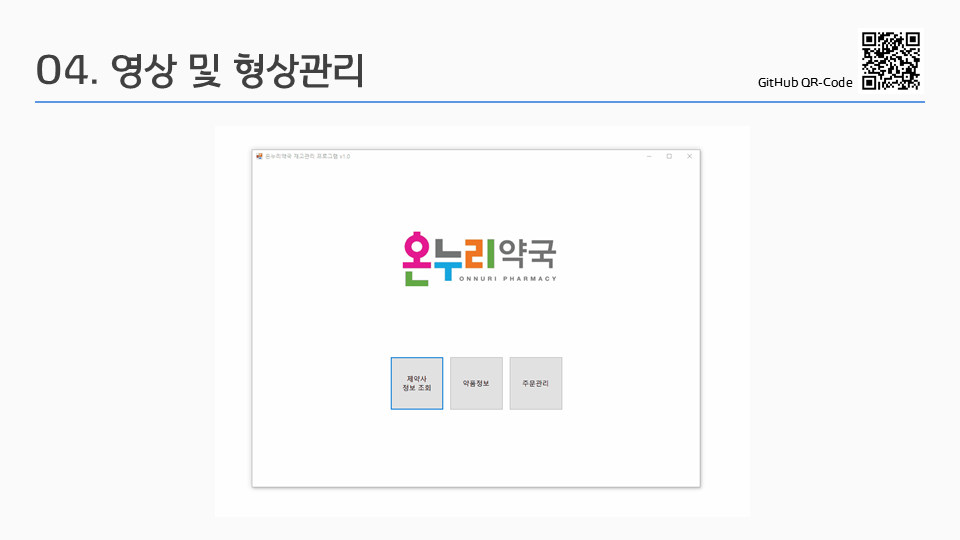 04. 영상 및 형상관리
GitHub QR-Code
온누리약국 재고관리 프로그램 v1.0
온누리약국
ONNURI PHARMACY
제약사
정보 조회
약품정보
주문관리